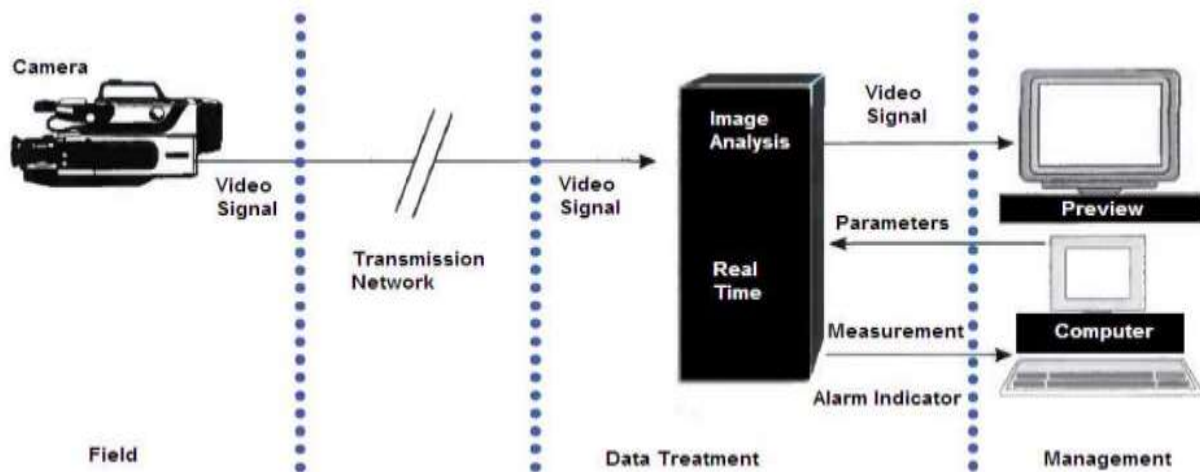 Camera
Video
Signal
Transmission
Network
Video
Signal
Image
Analysis
Real
Time
Video
Signal
Preview
Parameters
Computer
Measurement
Alarm Indicator
Field
Data Treatment
Management